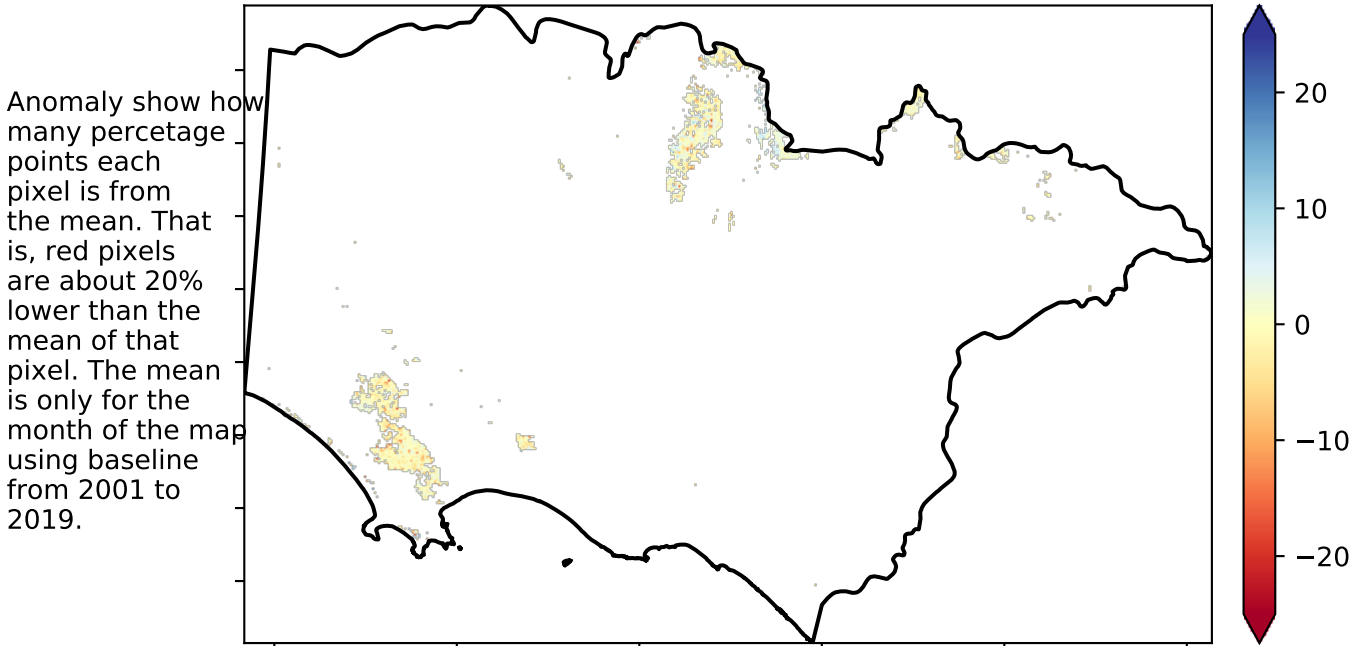 Anomaly show how
many percetage
points each
pixel is from
the mean. That
is, red pixels
are about 20%
lower than the
mean of that
pixel. The mean
is only for the
month of the map
using baseline
from 2001 to
2019.
20
10
0
−10
−20